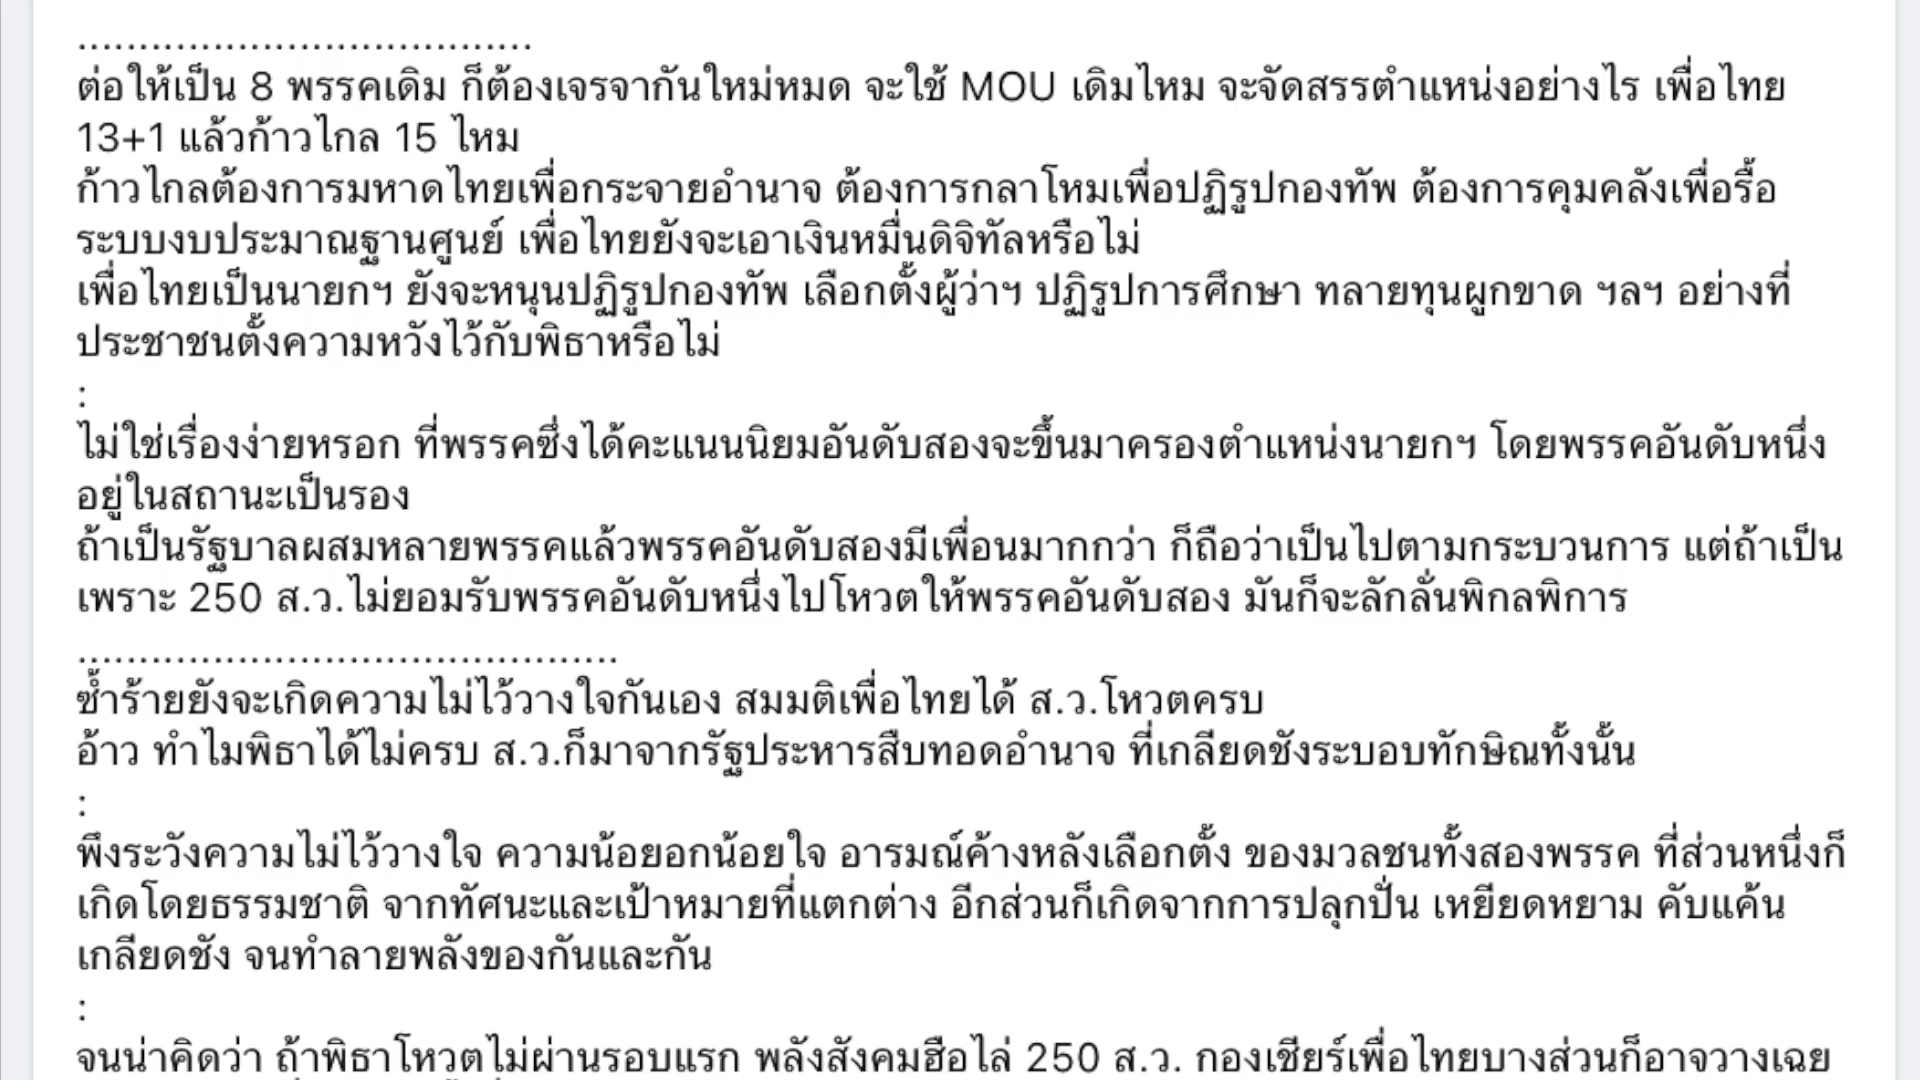 .....................................
ต่อให้เป็น 8 พรรคเดิม ก็ต้องเจรจากันใหม่หมด จะใช้ MOU เดิมไหม จะจัดสรรตำแหน่งอย่างไร เพื่อไทย
13+1 แล้วก้าวไกล 15 ไหม
ก้าวไกลต้องการมหาดไทยเพื่อกระจายอำนาจ ต้องการกลาโหมเพื่อปฏิรูปกองทัพ ต้องการคุมคลังเพื่อรื้อ
ระบบงบประมาณฐานศูนย์ เพื่อไทยยังจะเอาเงินหมื่นดิจิทัลหรือไม่
เพื่อไทยเป็นนายกฯ ยังจะหนุนปฏิรูปกองทัพ เลือกตั้งผู้ว่าฯ ปฏิรูปการศึกษา ทลายทุนผูกขาด ฯลฯ อย่างที่
ประชาชนตั้งความหวังไว้กับพิธาหรือไม่
:
ไม่ใช่เรื่องง่ายหรอก ที่พรรคซึ่งได้คะแนนนิยมอันดับสองจะขึ้นมาครองตำแหน่งนายกฯ โดยพรรคอันดับหนึ่ง
อยู่ในสถานะเป็นรอง
ถ้าเป็นรัฐบาลผสมหลายพรรคแล้วพรรคอันดับสองมีเพื่อนมากกว่า ก็ถือว่าเป็นไปตามกระบวนการ แต่ถ้าเป็น
เพราะ 250 ส.ว.ไม่ยอมรับพรรคอันดับหนึ่งไปโหวตให้พรรคอันดับสอง มันก็จะลักลั่นพิกลพิการ
............................................
ซ้ำร้ายยังจะเกิดความไม่ไว้วางใจกันเอง สมมติเพื่อไทยได้ ส.ว.โหวตครบ
อ้าว ทำไมพิธาได้ไม่ครบ ส.ว.ก็มาจากรัฐประหารสืบทอดอำนาจ ที่เกลียดชังระบอบทักษิณทั้งนั้น
:
พึงระวังความไม่ไว้วางใจ ความน้อยอกน้อยใจ อารมณ์ค้างหลังเลือกตั้ง ของมวลชนทั้งสองพรรค ที่ส่วนหนึ่งก็
เกิดโดยธรรมชาติ จากทัศนะและเป้าหมายที่แตกต่าง อีกส่วนก็เกิดจากการปลุกปั่น เหยียดหยาม คับแค้น
เกลียดชัง จนทำลายพลังของกันและกัน
:
จนน่าคิดว่า ถ้าพิธาโหวตไม่ผ่านรอบแรก พลังสังคมฮือไล่ 250 ส.ว. กองเชียร์เพื่อไทยบางส่วนก็อาจวางเฉย